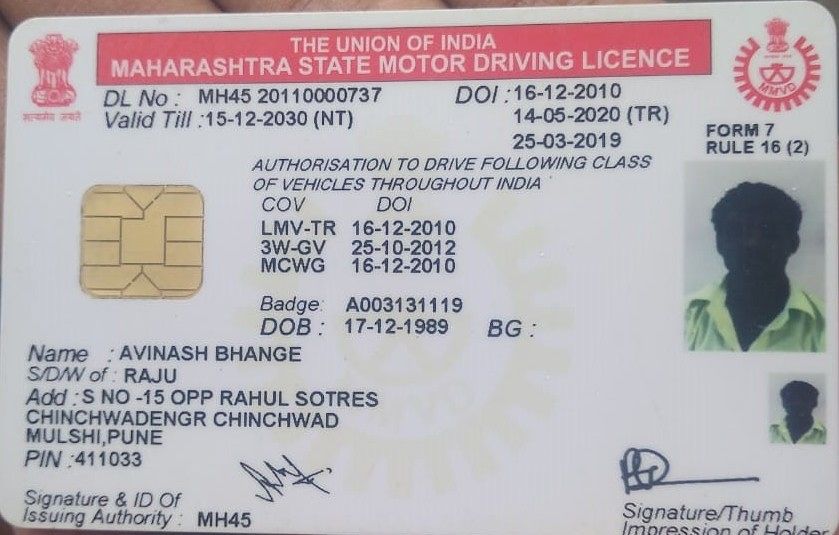 THE UNION OF INDIA
MAHARASHTRA STATE MOTOR DRIVING LICENCE
सत्यमेव जयते
MMVD
DL No : MH45 20110000737 DOI : 16-12-2010
Valid Till : 15-12-2030 (NT) 14-05-2020 (TR)
25-03-2019
FORM 7
RULE 16 (2)
AUTHORISATION TO DRIVE FOLLOWING CLASS
OF VEHICLES THROUGHOUT INDIA
COV DOI
LMV-TR 16-12-2010
3W-GV 25-10-2012
MCWG 16-12-2010
Badge: A003131119
DOB : 17-12-1989 BG :
Name : AVINASH BHANGE
S/D/W of : RAJU
Add : S NO -15 OPP RAHUL SOTRES
CHINCHWADENGR CHINCHWAD
MULSHI,PUNE
PIN : 411033
Signature & ID Of
Issuing Authority : MH45
Signature/Thumb
Impression of Holder